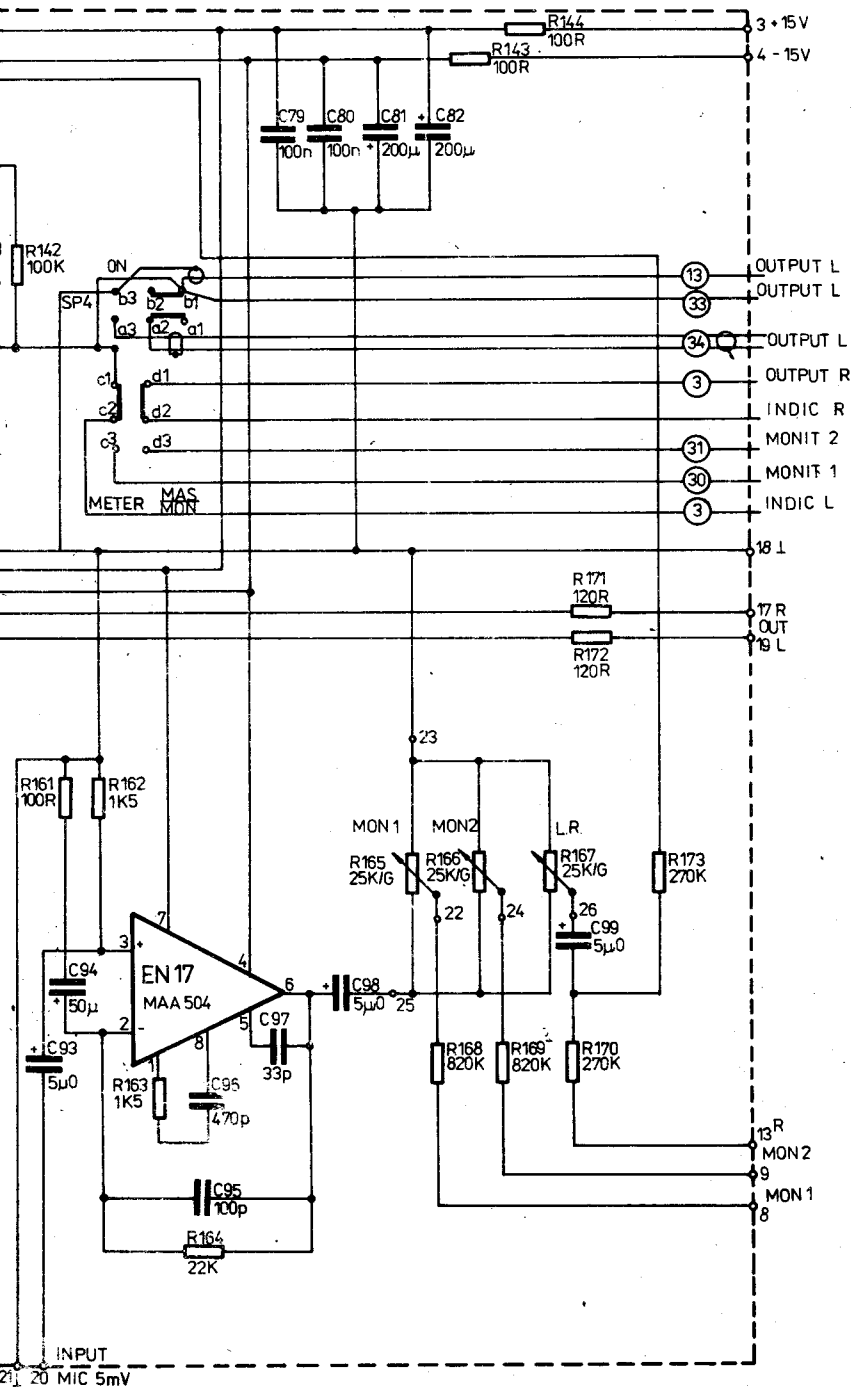 R144
100R
3 +15V
R143
100R
4 -15V
C79
100n
C80
100n
C81
+ 200µ
+ C82
200µ
R142
100K
ON
SP4
b3 b2 b1
a3 a2 a1
13 OUTPUT L
33 OUTPUT L
34 OUTPUT L
c1 d1
3 OUTPUT R
c2 d2
INDIC R
c3 d3
31 MONIT 2
30 MONIT 1
METER MAS
MON
3 INDIC L
18 ⊥
R171
120R
17 R
OUT
19 L
R172
120R
23
R161
100R
R162
1K5
MON1
R165
25K/G
MON2
R166
25K/G
L.R.
R167
25K/G
R173
270K
22
24
26
+ C99
5µ0
7
3 +
4
EN 17
MAA 504
6
C94
+ 50µ
2 -
5
8
1
+ C98
5µ0
25
C97
33p
+ C93
5µ0
R163
1K5
C96
470p
R168
820K
R169
820K
R170
270K
C95
100p
R164
22K
13 R
MON2
9
MON1
8
INPUT
21 20 MIC 5mV